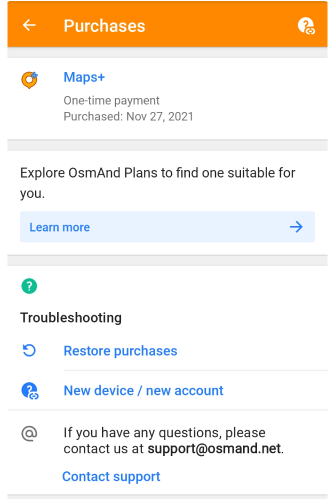 Purchases
Maps+
One-time payment
Purchased: Nov 27, 2021
Explore OsmAnd Plans to find one suitable for
you.
Learn more
Troubleshooting
Restore purchases
New device / new account
If you have any questions, please
contact us at support@osmand.net.
Contact support